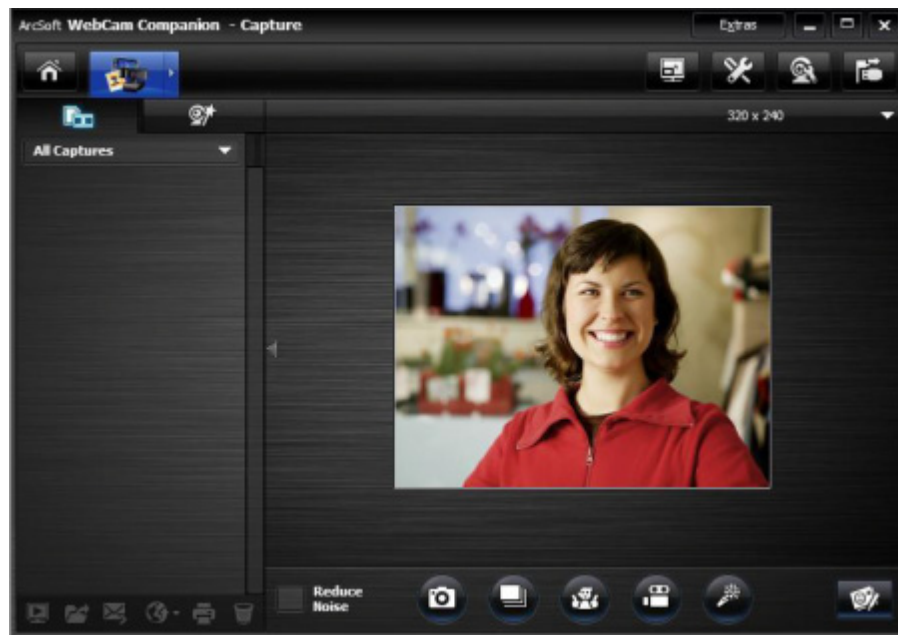 ArcSoft WebCam Companion - Capture
Extras
320 x 240
All Captures
Reduce
Noise